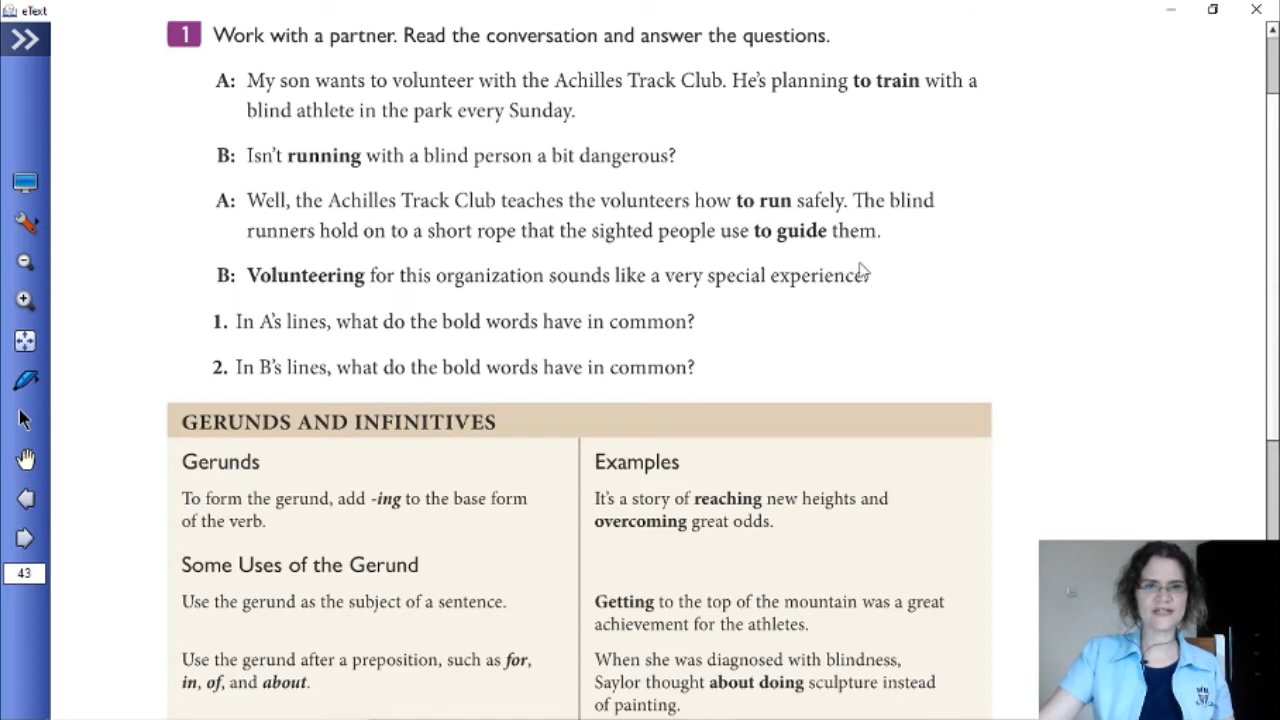 eText
1 Work with a partner. Read the conversation and answer the questions.
A: My son wants to volunteer with the Achilles Track Club. He's planning to train with a
blind athlete in the park every Sunday.
B: Isn't running with a blind person a bit dangerous?
A: Well, the Achilles Track Club teaches the volunteers how to run safely. The blind
runners hold on to a short rope that the sighted people use to guide them.
B: Volunteering for this organization sounds like a very special experience.
1. In A's lines, what do the bold words have in common?
2. In B's lines, what do the bold words have in common?
GERUNDS AND INFINITIVES
Gerunds
Examples
To form the gerund, add -ing to the base form
of the verb.
It's a story of reaching new heights and
overcoming great odds.
Some Uses of the Gerund
Use the gerund as the subject of a sentence.
Getting to the top of the mountain was a great
achievement for the athletes.
Use the gerund after a preposition, such as for,
in, of, and about.
When she was diagnosed with blindness,
Saylor thought about doing sculpture instead
of painting.
43